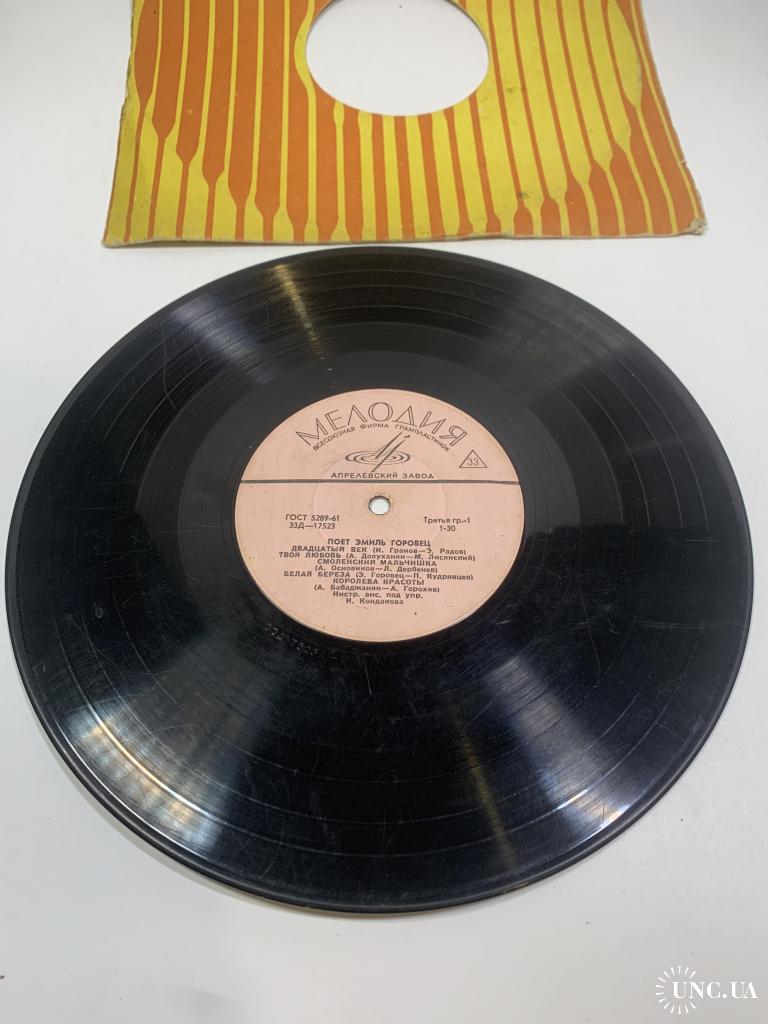 МЕЛОДИЯ
ВСЕСОЮЗНАЯ ФИРМА ГРАМПЛАСТИНОК
33
АПРЕЛЕВСКИЙ ЗАВОД
ГОСТ 5289-61 Третья гр.-1
33Д—17523 1-30
ПОЕТ ЭМИЛЬ ГОРОВЕЦ
ДВАДЦАТЫЙ ВЕК (И. Гранов—Э. Радов)
ТВОЯ ЛЮБОВЬ (А. Долуханян—М. Лисянский)
СМОЛЕНСКИЙ МАЛЬЧИШКА
(А. Основиков—Л. Дербенев)
БЕЛАЯ БЕРЕЗА (Э. Горовец—П. Кудрявцев)
КОРОЛЕВА КРАСОТЫ
(А. Бабаджанян—А. Горохов)
Инстр. анс. под упр.
Н. Кондакова
UNC.UA